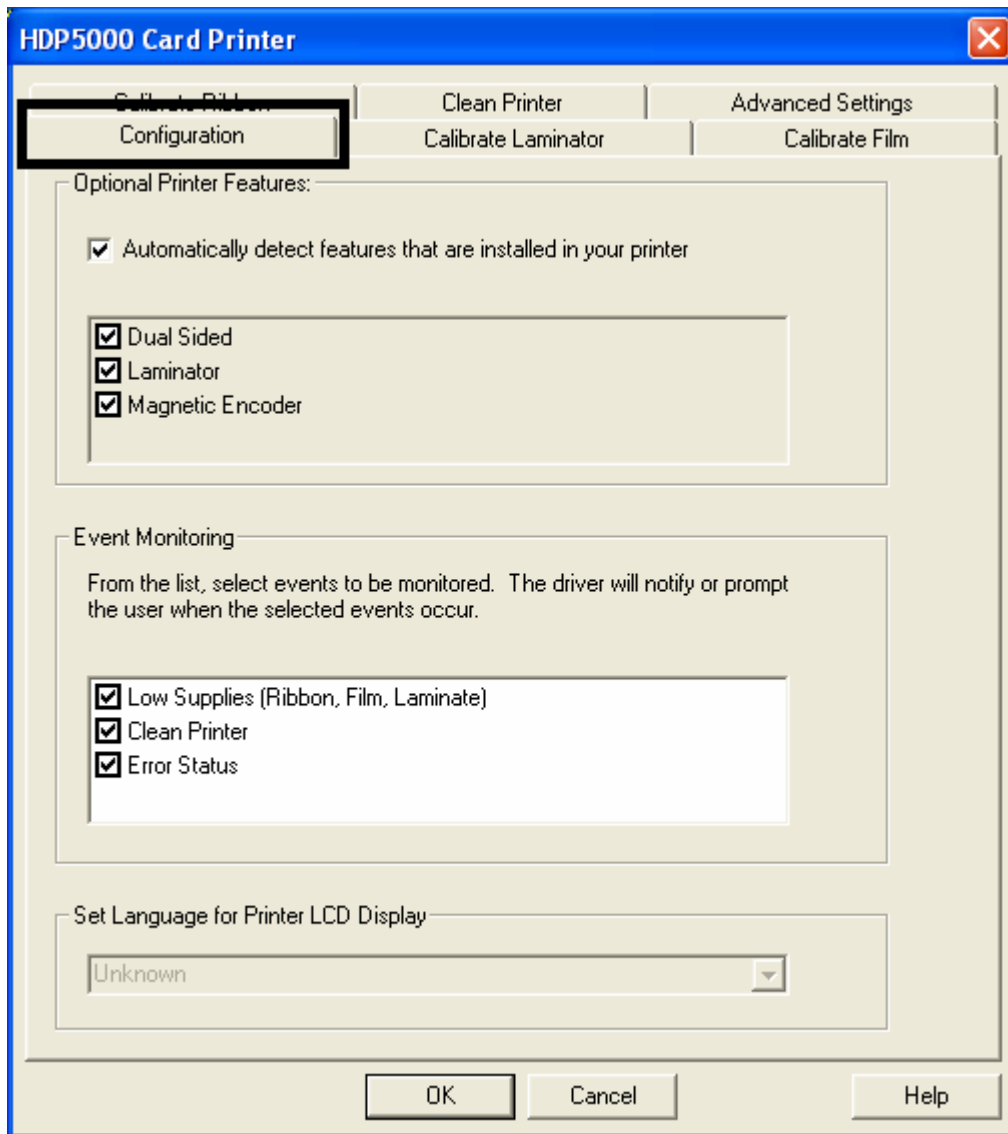 HDP5000 Card Printer
Calibrate Ribbon Clean Printer Advanced Settings
Configuration Calibrate Laminator Calibrate Film
Optional Printer Features:
Automatically detect features that are installed in your printer
Dual Sided
Laminator
Magnetic Encoder
Event Monitoring
From the list, select events to be monitored. The driver will notify or prompt
the user when the selected events occur.
Low Supplies (Ribbon, Film, Laminate)
Clean Printer
Error Status
Set Language for Printer LCD Display
Unknown
OK Cancel Help